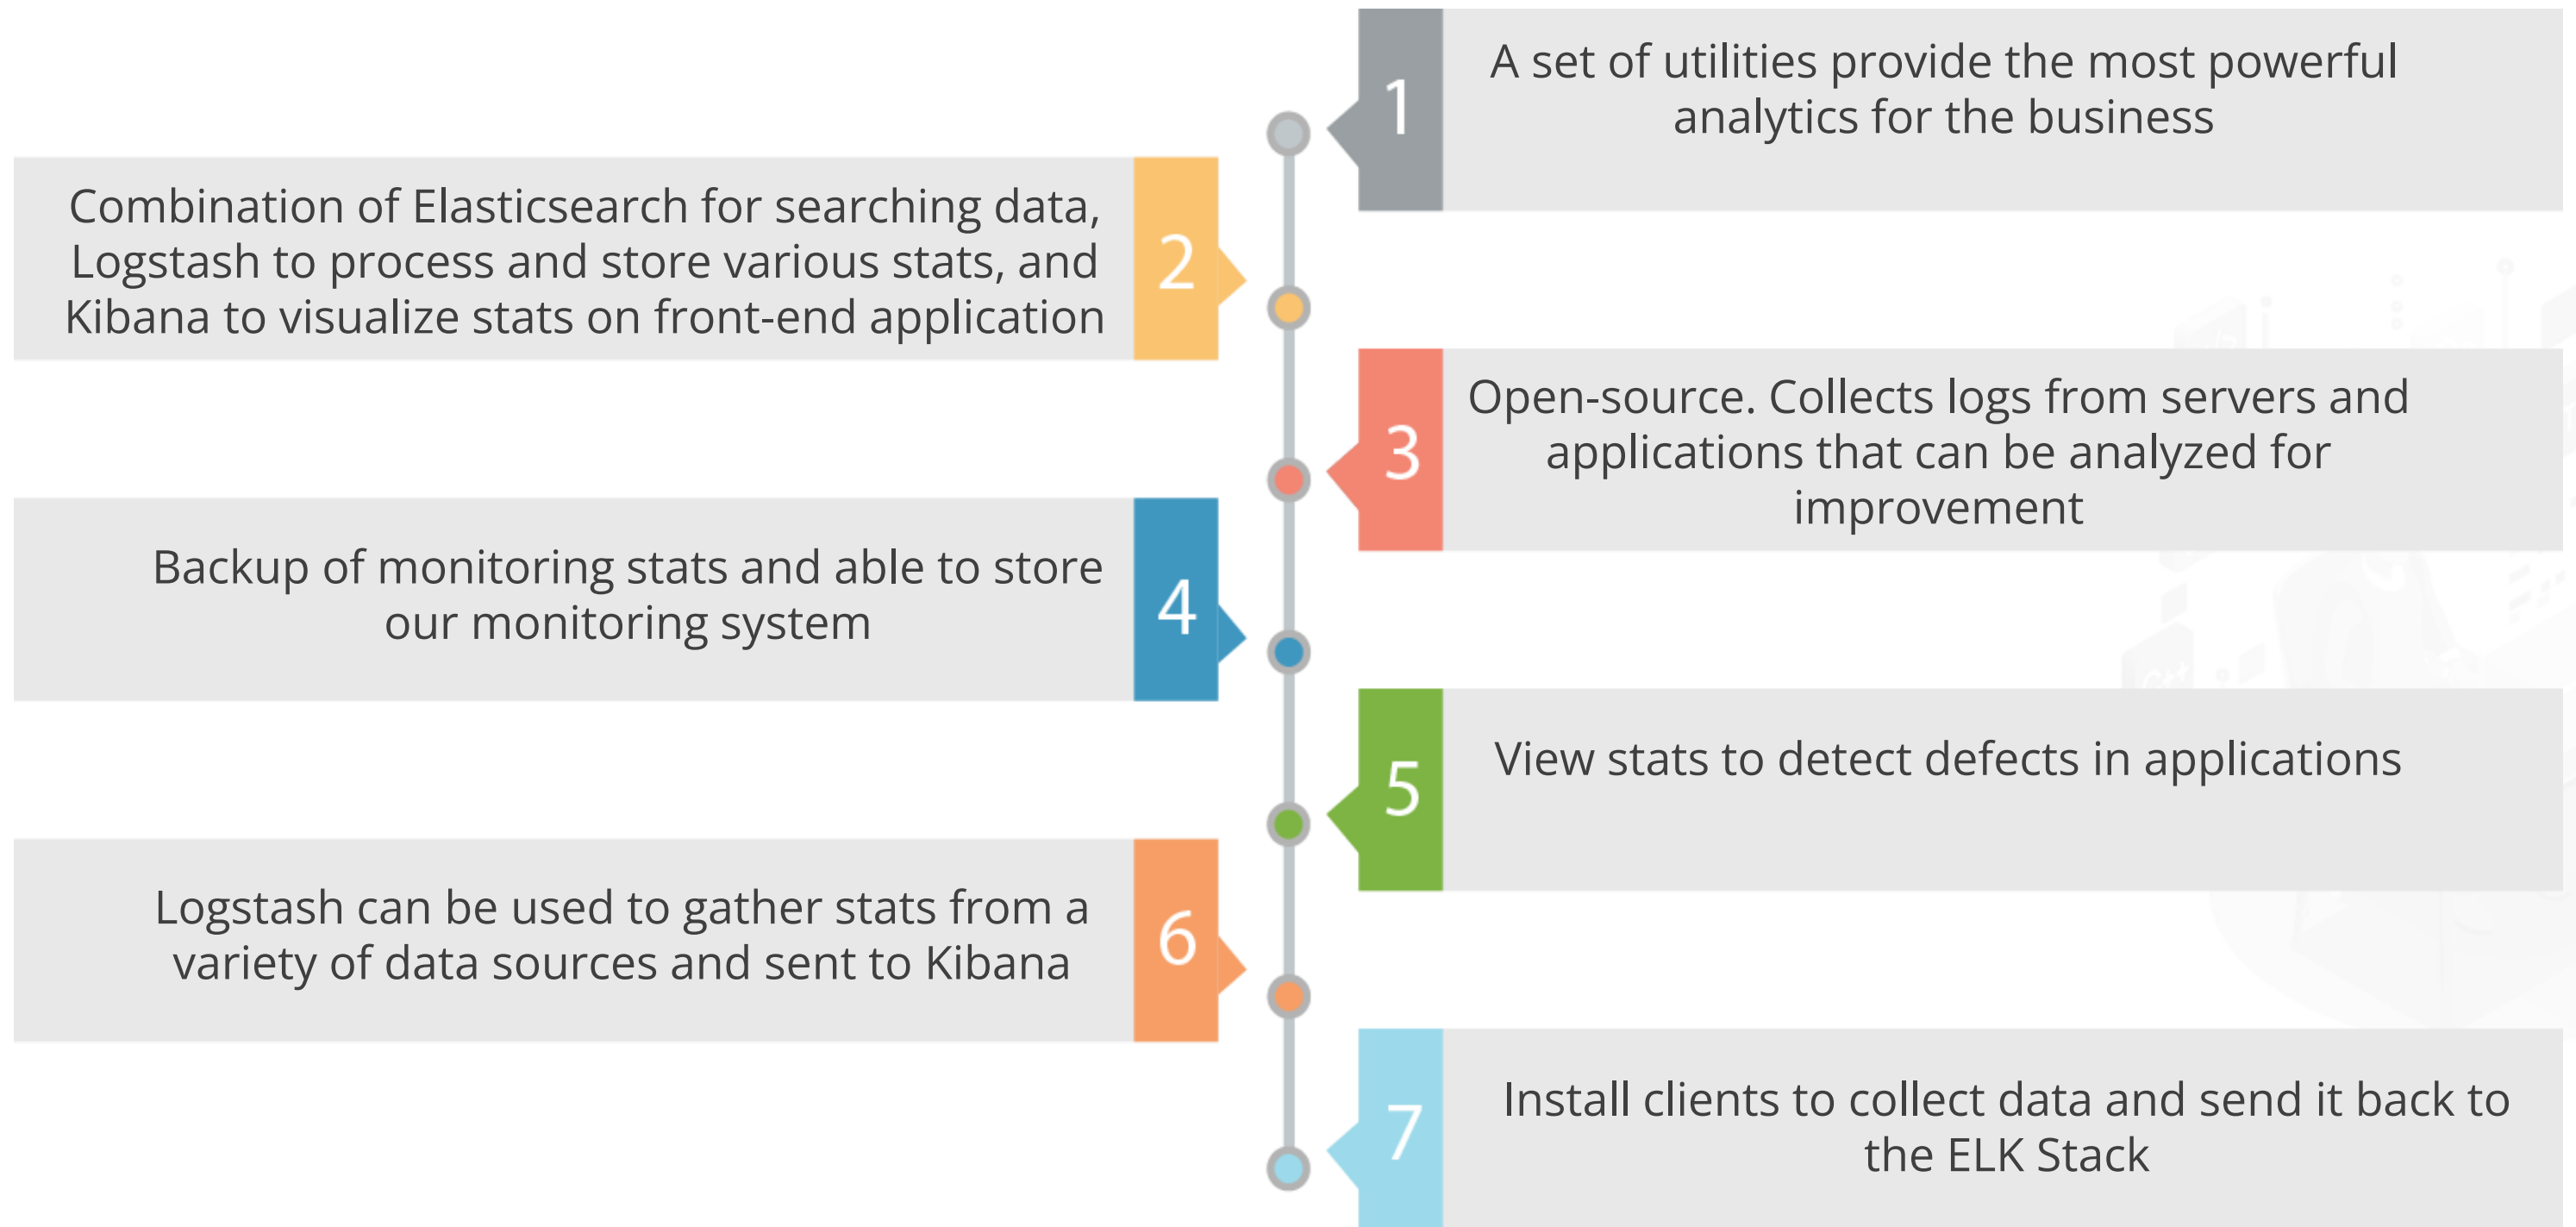 1
A set of utilities provide the most powerful
analytics for the business
2
Combination of Elasticsearch for searching data,
Logstash to process and store various stats, and
Kibana to visualize stats on front-end application
3
Open-source. Collects logs from servers and
applications that can be analyzed for
improvement
4
Backup of monitoring stats and able to store
our monitoring system
5
View stats to detect defects in applications
6
Logstash can be used to gather stats from a
variety of data sources and sent to Kibana
7
Install clients to collect data and send it back to
the ELK Stack
C++